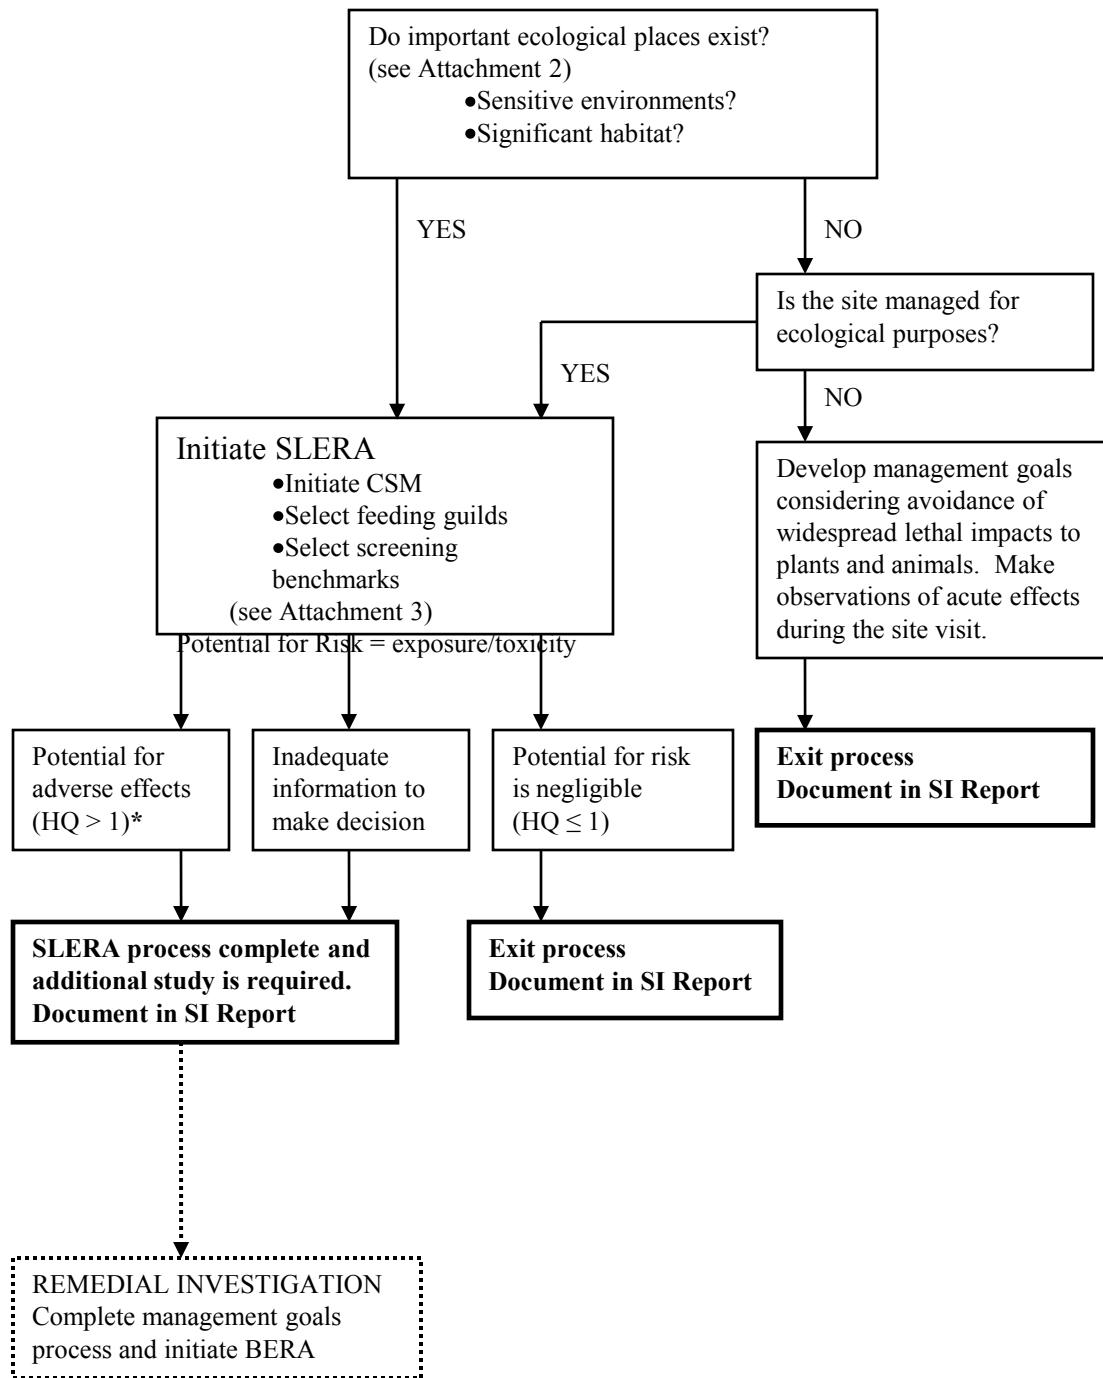 Do important ecological places exist?
(see Attachment 2)
•Sensitive environments?
•Significant habitat?
YES
NO
Is the site managed for
ecological purposes?
YES
NO
Initiate SLERA
•Initiate CSM
•Select feeding guilds
•Select screening
benchmarks
(see Attachment 3)
Potential for Risk = exposure/toxicity
Develop management goals
considering avoidance of
widespread lethal impacts to
plants and animals.  Make
observations of acute effects
during the site visit.
Potential for
adverse effects
(HQ > 1)*
Inadequate
information to
make decision
Potential for risk
is negligible
(HQ ≤ 1)
Exit process
Document in SI Report
SLERA process complete and
additional study is required.
Document in SI Report
Exit process
Document in SI Report
REMEDIAL INVESTIGATION
Complete management goals
process and initiate BERA